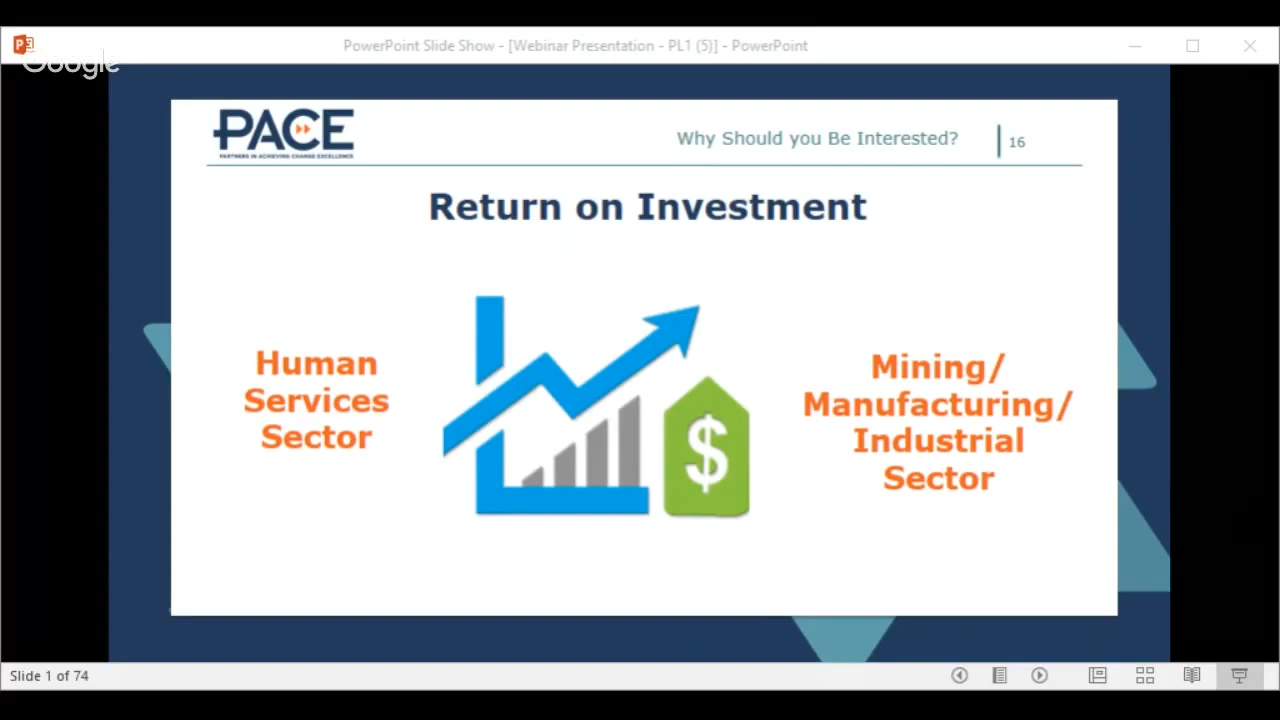 PowerPoint Slide Show - [Webinar Presentation - PL1 (5)] - PowerPoint
Google
PACE
PARTNERS IN ACHIEVING CHANGE EXCELLENCE
Why Should you Be Interested?
16
Return on Investment
Human
Services
Sector
$
Mining/
Manufacturing/
Industrial
Sector
Slide 1 of 74